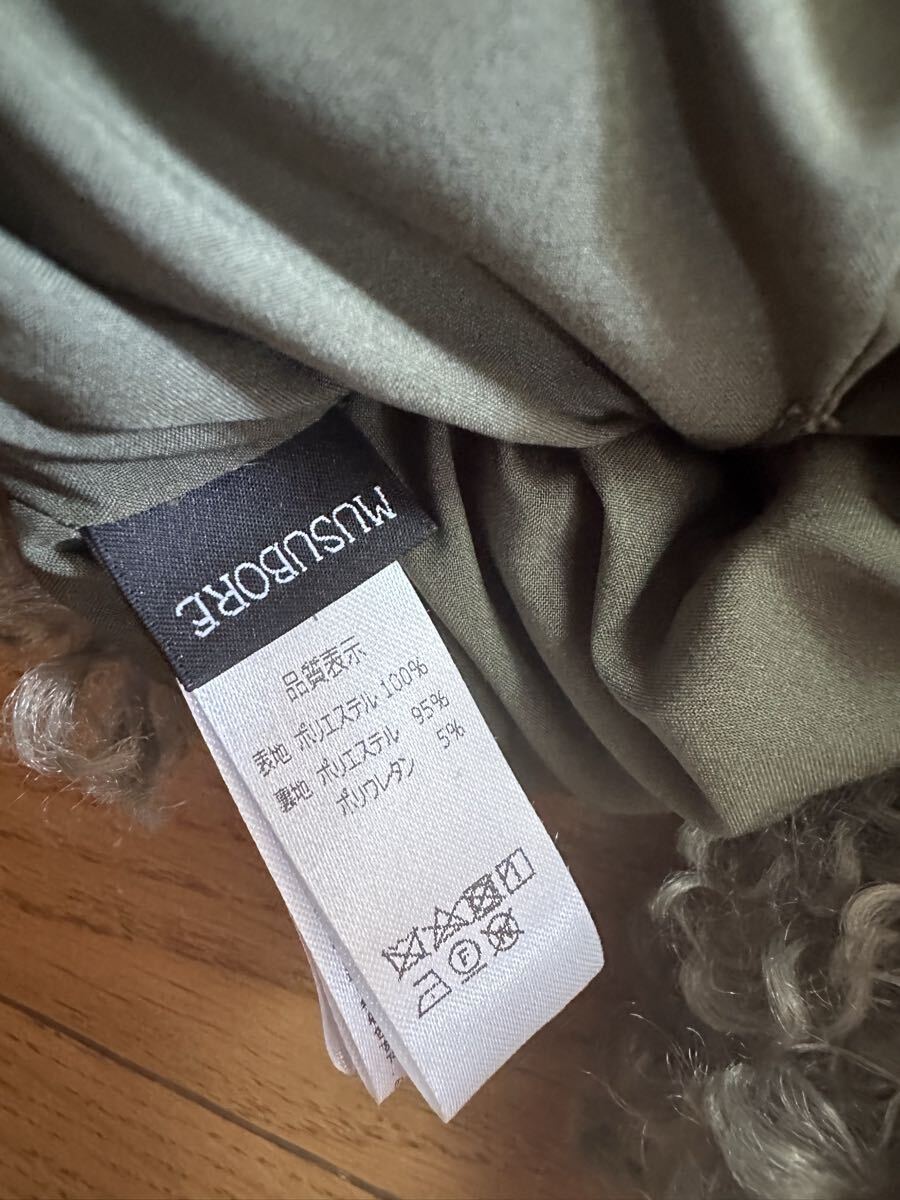 MUSUBORE
品質表示
表地 ポリエステル 100%
裏地 ポリエステル 95%
ポリウレタン 5%
F
W